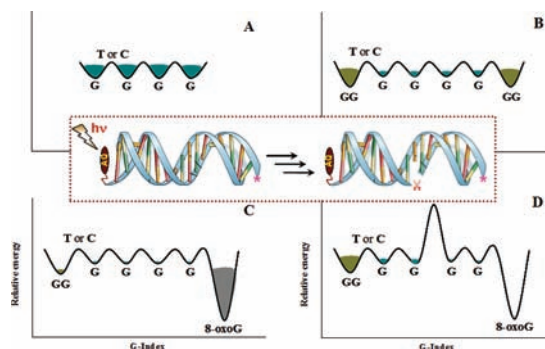 A
T or C
G G G G
B
T or C
GG G G G G GG
hν
AQ
AQ
*
*
C
T or C
GG G G G G
8-oxoG
Relative energy
G-Index
D
T or C
GG G G G G
8-oxoG
Relative energy
G-Index